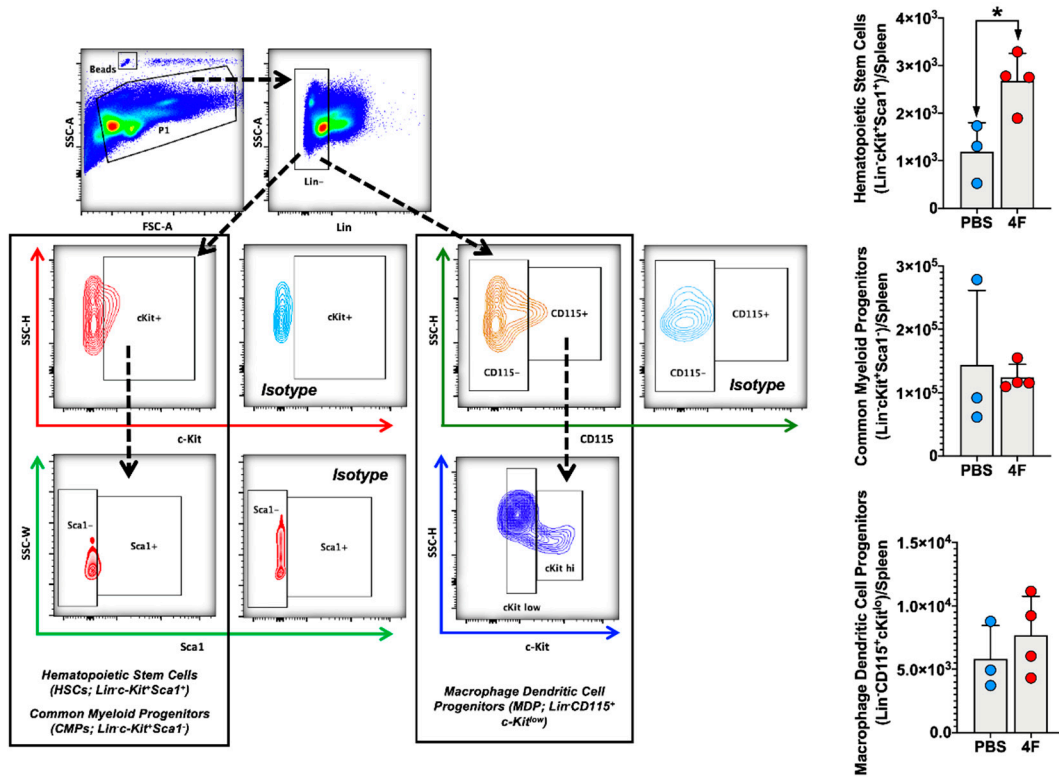 Beads
P1
SSC-A
FSC-A
SSC-A
Lin-
Lin
SSC-H
cKit+
cKit+
Isotype
c-Kit
SSC-H
CD115+
CD115-
CD115+
CD115-
Isotype
CD115
SSC-W
Sca1-
Sca1+
Isotype
Sca1-
Sca1+
Sca1
SSC-H
cKit hi
cKit low
c-Kit
Hematopoietic Stem Cells
(HSCs; Lin⁻c-Kit⁺Sca1⁺)
Common Myeloid Progenitors
(CMPs; Lin⁻c-Kit⁺Sca1⁻)
Macrophage Dendritic Cell
Progenitors (MDP; Lin⁻CD115⁺
c-Kitˡᵒʷ)
Hematopoietic Stem Cells
(Lin⁻cKit⁺Sca1⁺)/Spleen
4×10³
3×10³
2×10³
1×10³
0
*
PBS 4F
Common Myeloid Progenitors
(Lin⁻cKit⁺Sca1⁻)/Spleen
3×10⁵
2×10⁵
1×10⁵
0
PBS 4F
Macrophage Dendritic Cell Progenitors
(Lin⁻CD115⁺cKitˡᵒ)/Spleen
1.5×10⁴
1.0×10⁴
5.0×10³
0.0
PBS 4F